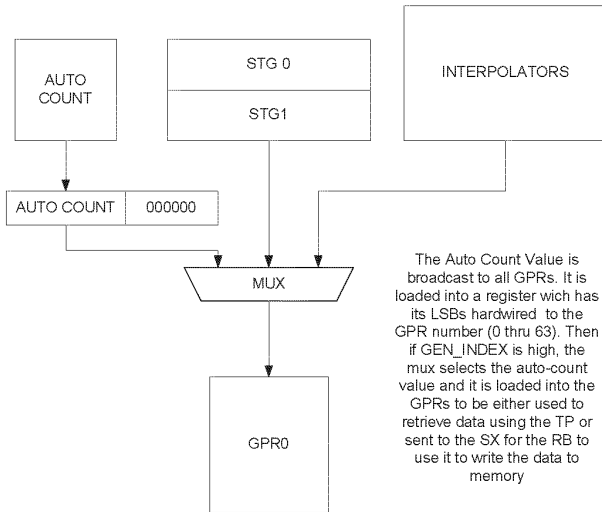 AUTO
COUNT
STG 0
STG1
INTERPOLATORS
AUTO COUNT
000000
MUX
GPR0
The Auto Count Value is
broadcast to all GPRs. It is
loaded into a register wich has
its LSBs hardwired to the
GPR number (0 thru 63). Then
if GEN_INDEX is high, the
mux selects the auto-count
value and it is loaded into the
GPRs to be either used to
retrieve data using the TP or
sent to the SX for the RB to
use it to write the data to
memory